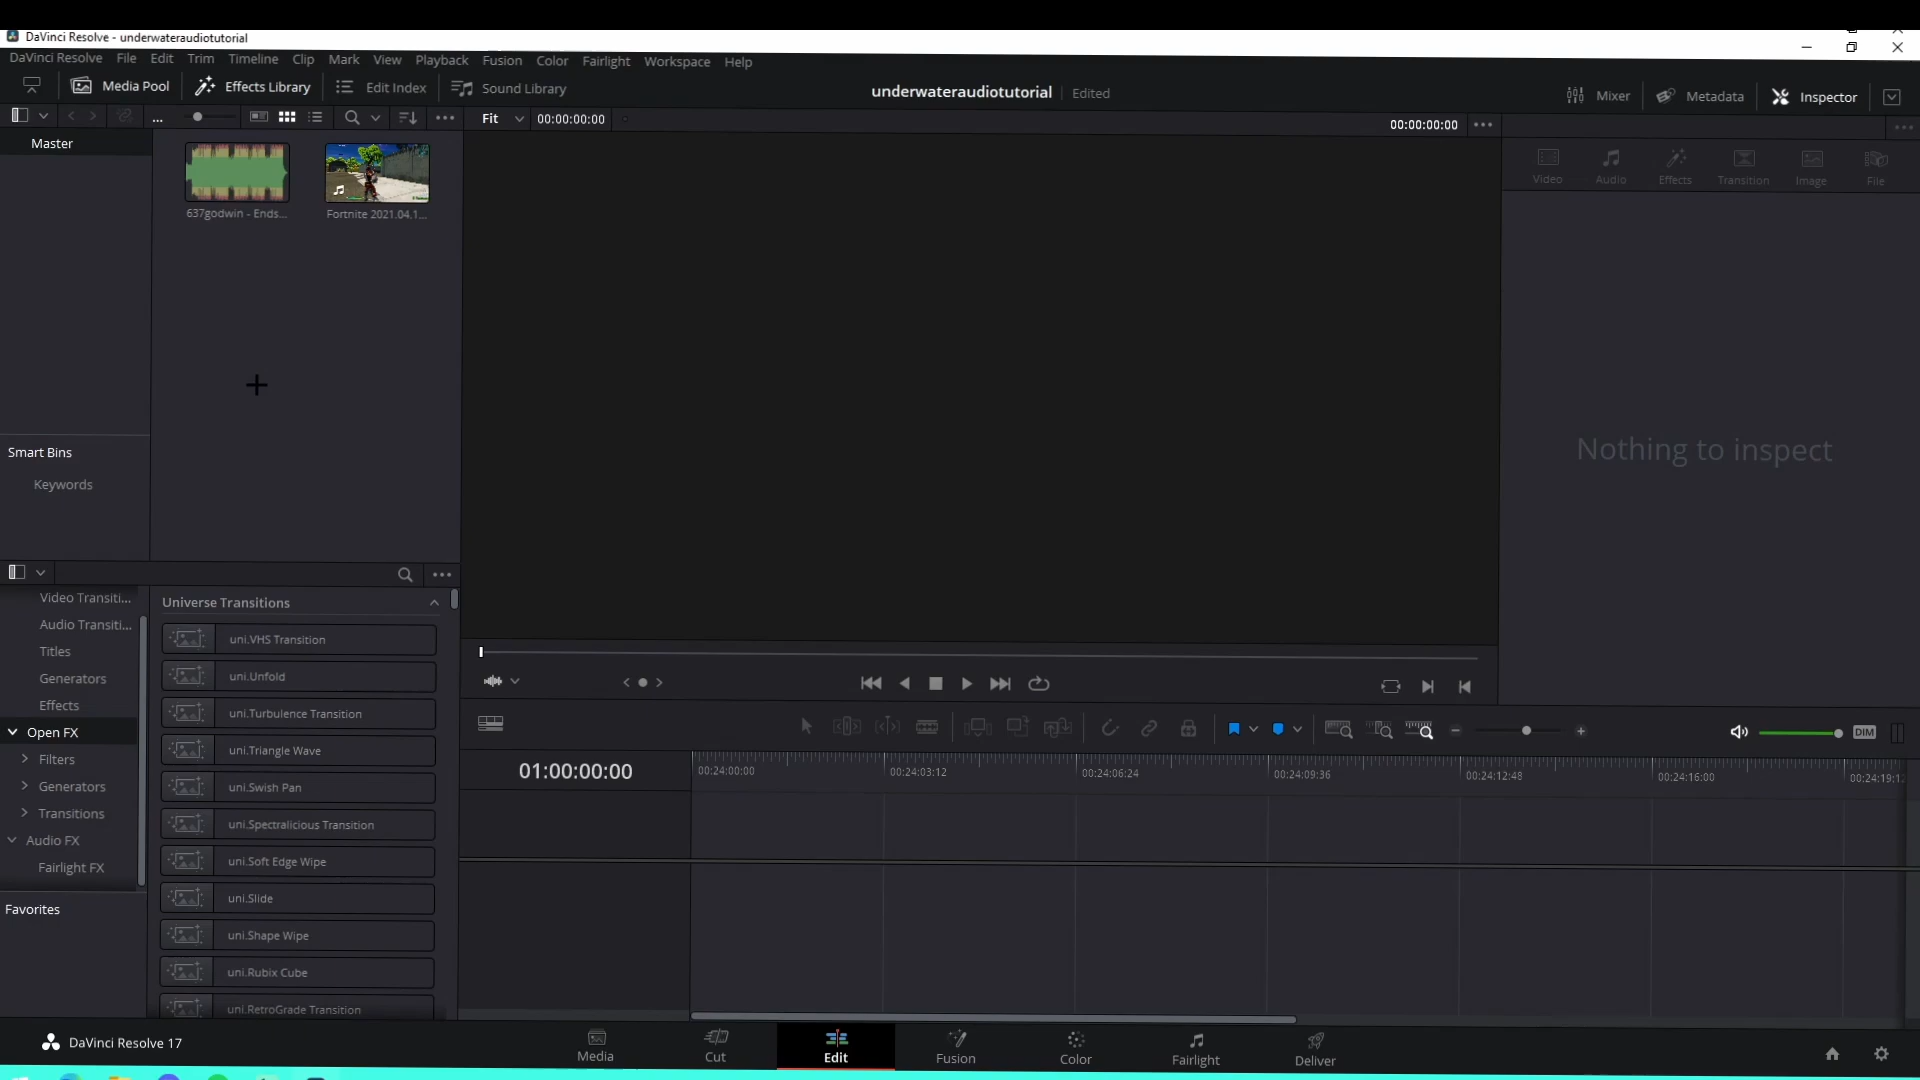 DaVinci Resolve - underwateraudiotutorial
DaVinci Resolve File Edit Trim Timeline Clip Mark View Playback Fusion Color Fairlight Workspace Help
Media Pool Effects Library Edit Index Sound Library underwateraudiotutorial Edited Mixer Metadata Inspector
... Fit 00:00:00:00 00:00:00:00
Master
637godwin - Ends... Fortnite 2021.04.1...
Video Audio Effects Transition Image File
Nothing to inspect
Smart Bins
Keywords
Video Transiti...
Audio Transiti...
Titles
Generators
Effects
Open FX
Filters
Generators
Transitions
Audio FX
Fairlight FX
Favorites
Universe Transitions
uni.VHS Transition
uni.Unfold
uni.Turbulence Transition
uni.Triangle Wave
uni.Swish Pan
uni.Spectralicious Transition
uni.Soft Edge Wipe
uni.Slide
uni.Shape Wipe
uni.Rubix Cube
uni.RetroGrade Transition
DIM
01:00:00:00
00:24:00:00 00:24:03:12 00:24:06:24 00:24:09:36 00:24:12:48 00:24:16:00
DaVinci Resolve 17
Media Cut Edit Fusion Color Fairlight Deliver